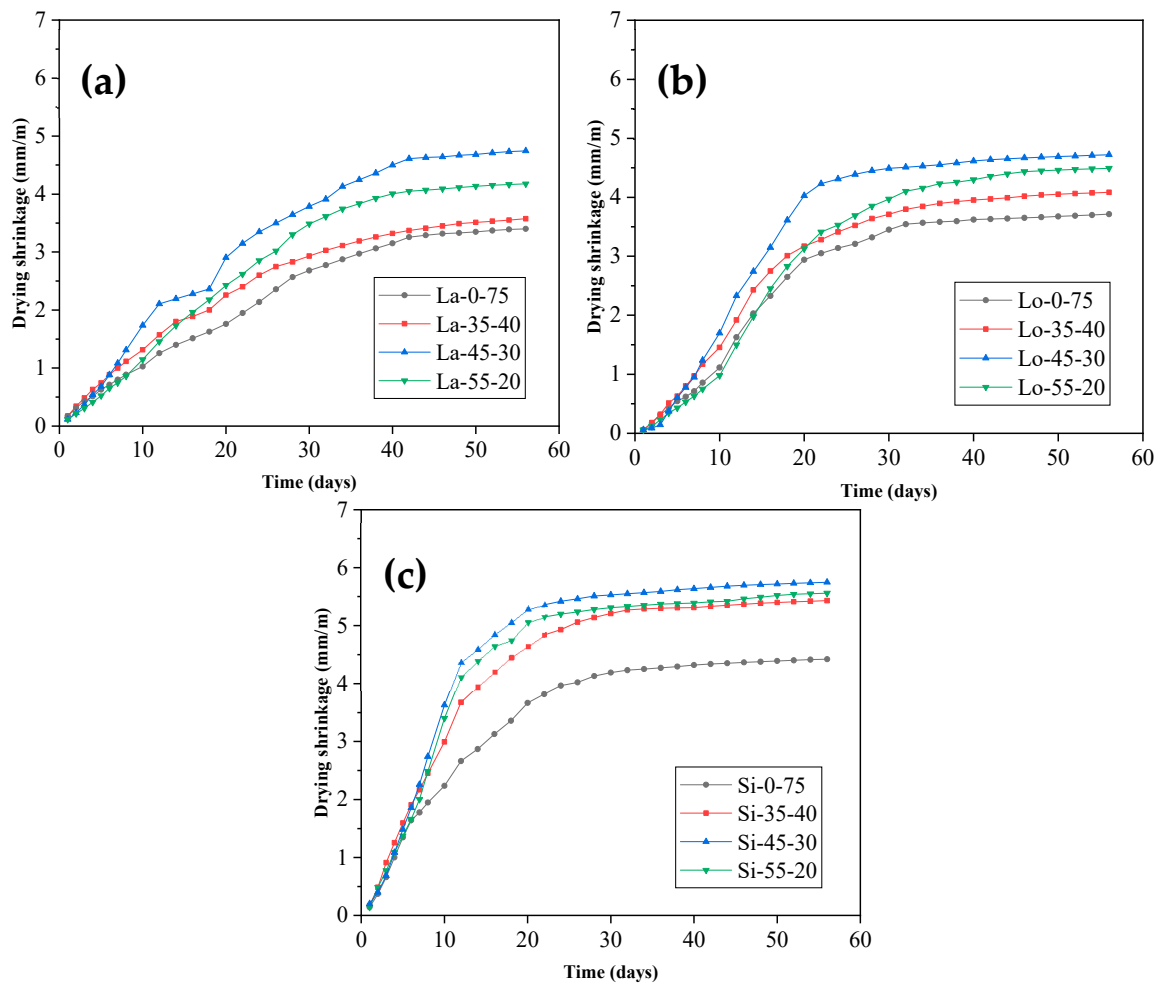 (a)
Drying shrinkage (mm/m)
7
6
5
4
3
2
1
0
0 10 20 30 40 50 60
Time (days)
La-0-75
La-35-40
La-45-30
La-55-20
(b)
Drying shrinkage (mm/m)
7
6
5
4
3
2
1
0
0 10 20 30 40 50 60
Time (days)
Lo-0-75
Lo-35-40
Lo-45-30
Lo-55-20
(c)
Drying shrinkage (mm/m)
7
6
5
4
3
2
1
0
0 10 20 30 40 50 60
Time (days)
Si-0-75
Si-35-40
Si-45-30
Si-55-20